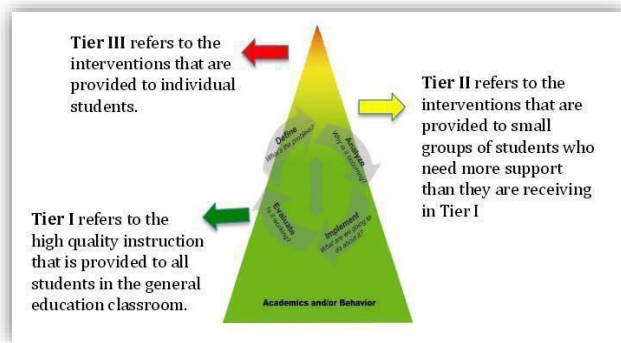 Tier III refers to the
interventions that are
provided to individual
students.
Tier II refers to the
interventions that are
provided to small
groups of students who
need more support
than they are receiving
in Tier I
Define
What's the problem?
Analyze
Why is it occurring?
Evaluate
Is it working?
Implement
What are we going to
do about it?
Tier I refers to the
high quality instruction
that is provided to all
students in the general
education classroom.
Academics and/or Behavior